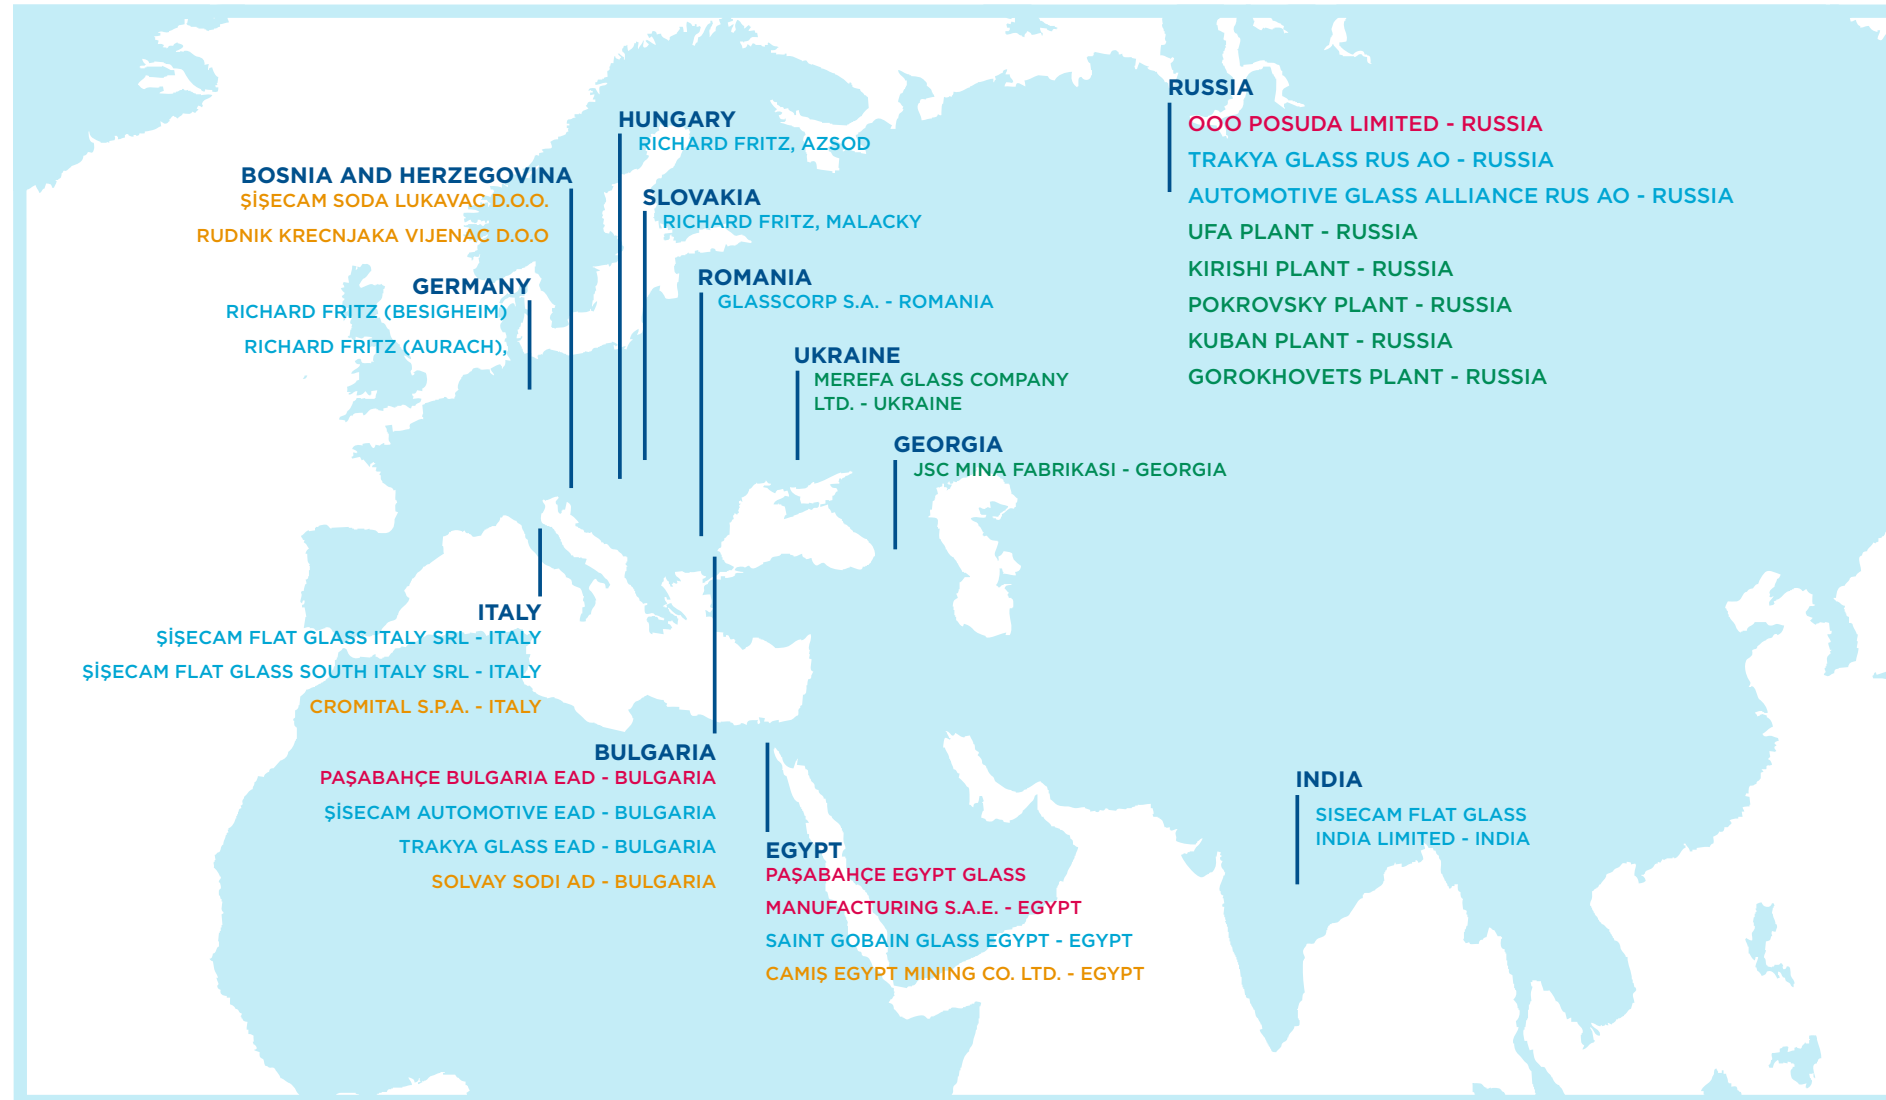 HUNGARY
RICHARD FRITZ, AZSOD
BOSNIA AND HERZEGOVINA
ŞİŞECAM SODA LUKAVAC D.O.O.
RUDNIK KRECNJAKA VIJENAC D.O.O
SLOVAKIA
RICHARD FRITZ, MALACKY
GERMANY
RICHARD FRITZ (BESIGHEIM)
RICHARD FRITZ (AURACH),
ROMANIA
GLASSCORP S.A. - ROMANIA
UKRAINE
MEREFA GLASS COMPANY
LTD. - UKRAINE
GEORGIA
JSC MINA FABRIKASI - GEORGIA
RUSSIA
OOO POSUDA LIMITED - RUSSIA
TRAKYA GLASS RUS AO - RUSSIA
AUTOMOTIVE GLASS ALLIANCE RUS AO - RUSSIA
UFA PLANT - RUSSIA
KIRISHI PLANT - RUSSIA
POKROVSKY PLANT - RUSSIA
KUBAN PLANT - RUSSIA
GOROKHOVETS PLANT - RUSSIA
ITALY
ŞİŞECAM FLAT GLASS ITALY SRL - ITALY
ŞİŞECAM FLAT GLASS SOUTH ITALY SRL - ITALY
CROMITAL S.P.A. - ITALY
BULGARIA
PAŞABAHÇE BULGARIA EAD - BULGARIA
ŞİSECAM AUTOMOTIVE EAD - BULGARIA
TRAKYA GLASS EAD - BULGARIA
SOLVAY SODI AD - BULGARIA
EGYPT
PAŞABAHÇE EGYPT GLASS
MANUFACTURING S.A.E. - EGYPT
SAINT GOBAIN GLASS EGYPT - EGYPT
CAMIŞ EGYPT MINING CO. LTD. - EGYPT
INDIA
SISECAM FLAT GLASS
INDIA LIMITED - INDIA